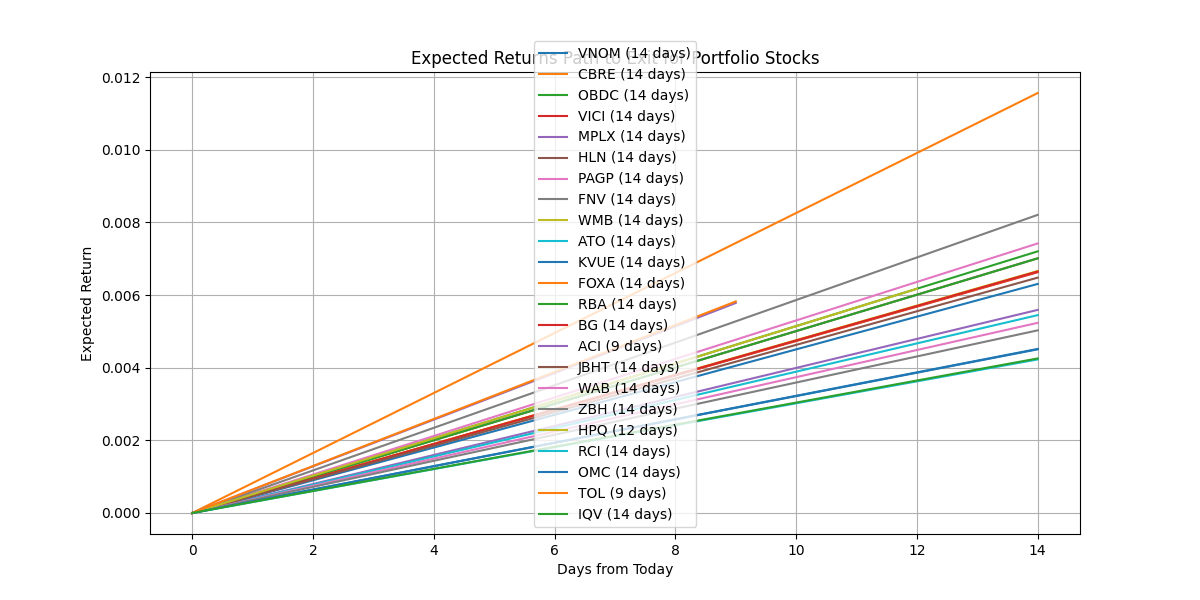 Expected Returns Path to Exit for Portfolio Stocks
VNOM (14 days)
CBRE (14 days)
OBDC (14 days)
VICI (14 days)
MPLX (14 days)
HLN (14 days)
PAGP (14 days)
FNV (14 days)
WMB (14 days)
ATO (14 days)
KVUE (14 days)
FOXA (14 days)
RBA (14 days)
BG (14 days)
ACI (9 days)
JBHT (14 days)
WAB (14 days)
ZBH (14 days)
HPQ (12 days)
RCI (14 days)
OMC (14 days)
TOL (9 days)
IQV (14 days)
Expected Return
0.012
0.010
0.008
0.006
0.004
0.002
0.000
0 2 4 6 8 10 12 14
Days from Today